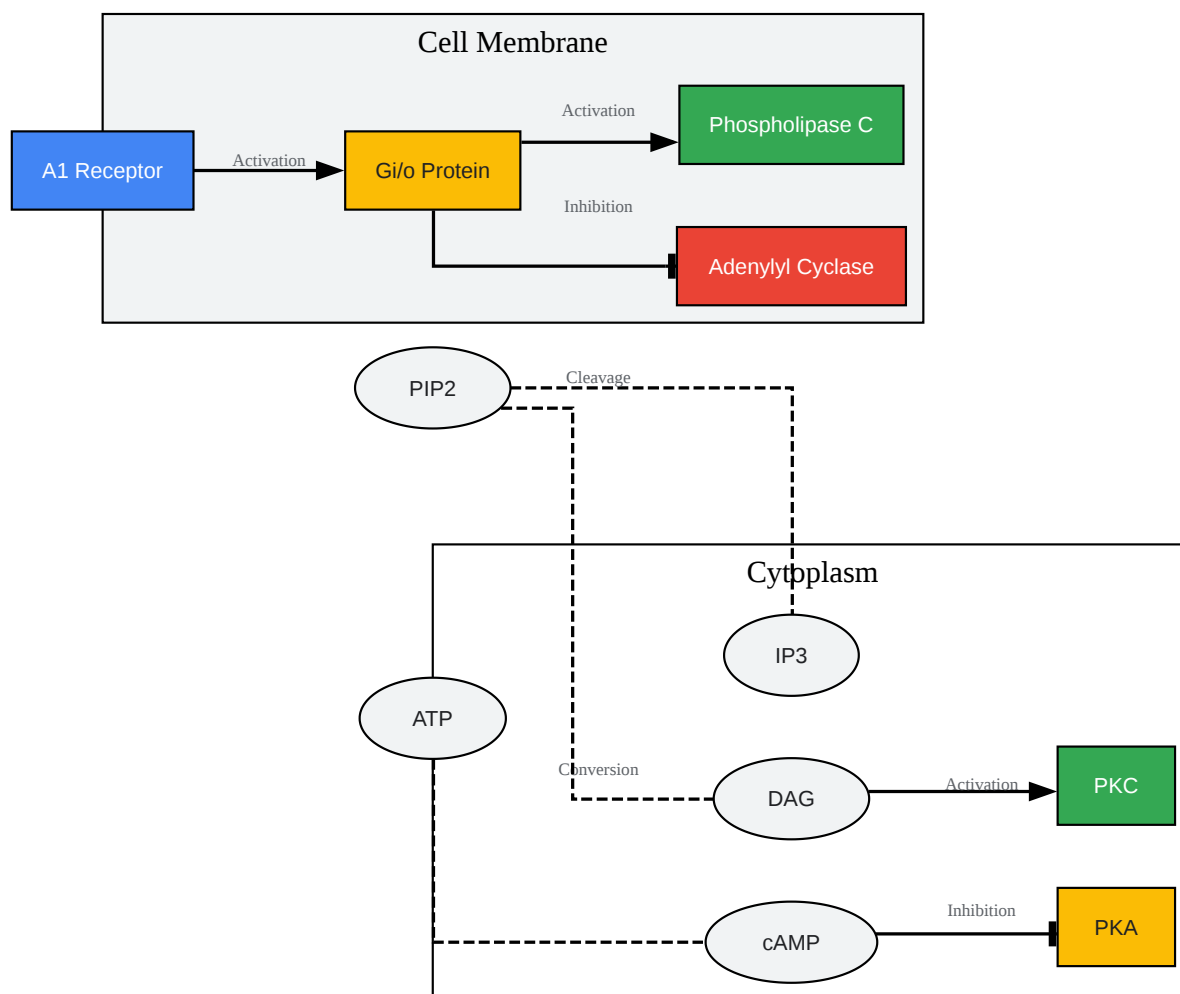 Cell Membrane
Activation
Phospholipase C
A1 Receptor
Activation
Gi/o Protein
Inhibition
Adenylyl Cyclase
PIP2
Cleavage
Cytoplasm
IP3
ATP
Conversion
DAG
Activation
PKC
cAMP
Inhibition
PKA